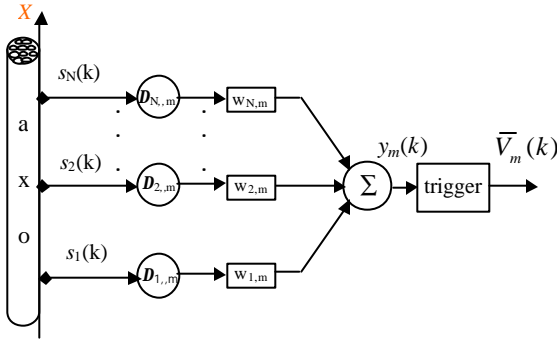 X
s_N(k) D_N,,m w_N,m
a
s_2(k) D_2,,m w_2,m Σ y_m(k) trigger V̅_m(k)
x
o
s_1(k) D_1,,m w_1,m